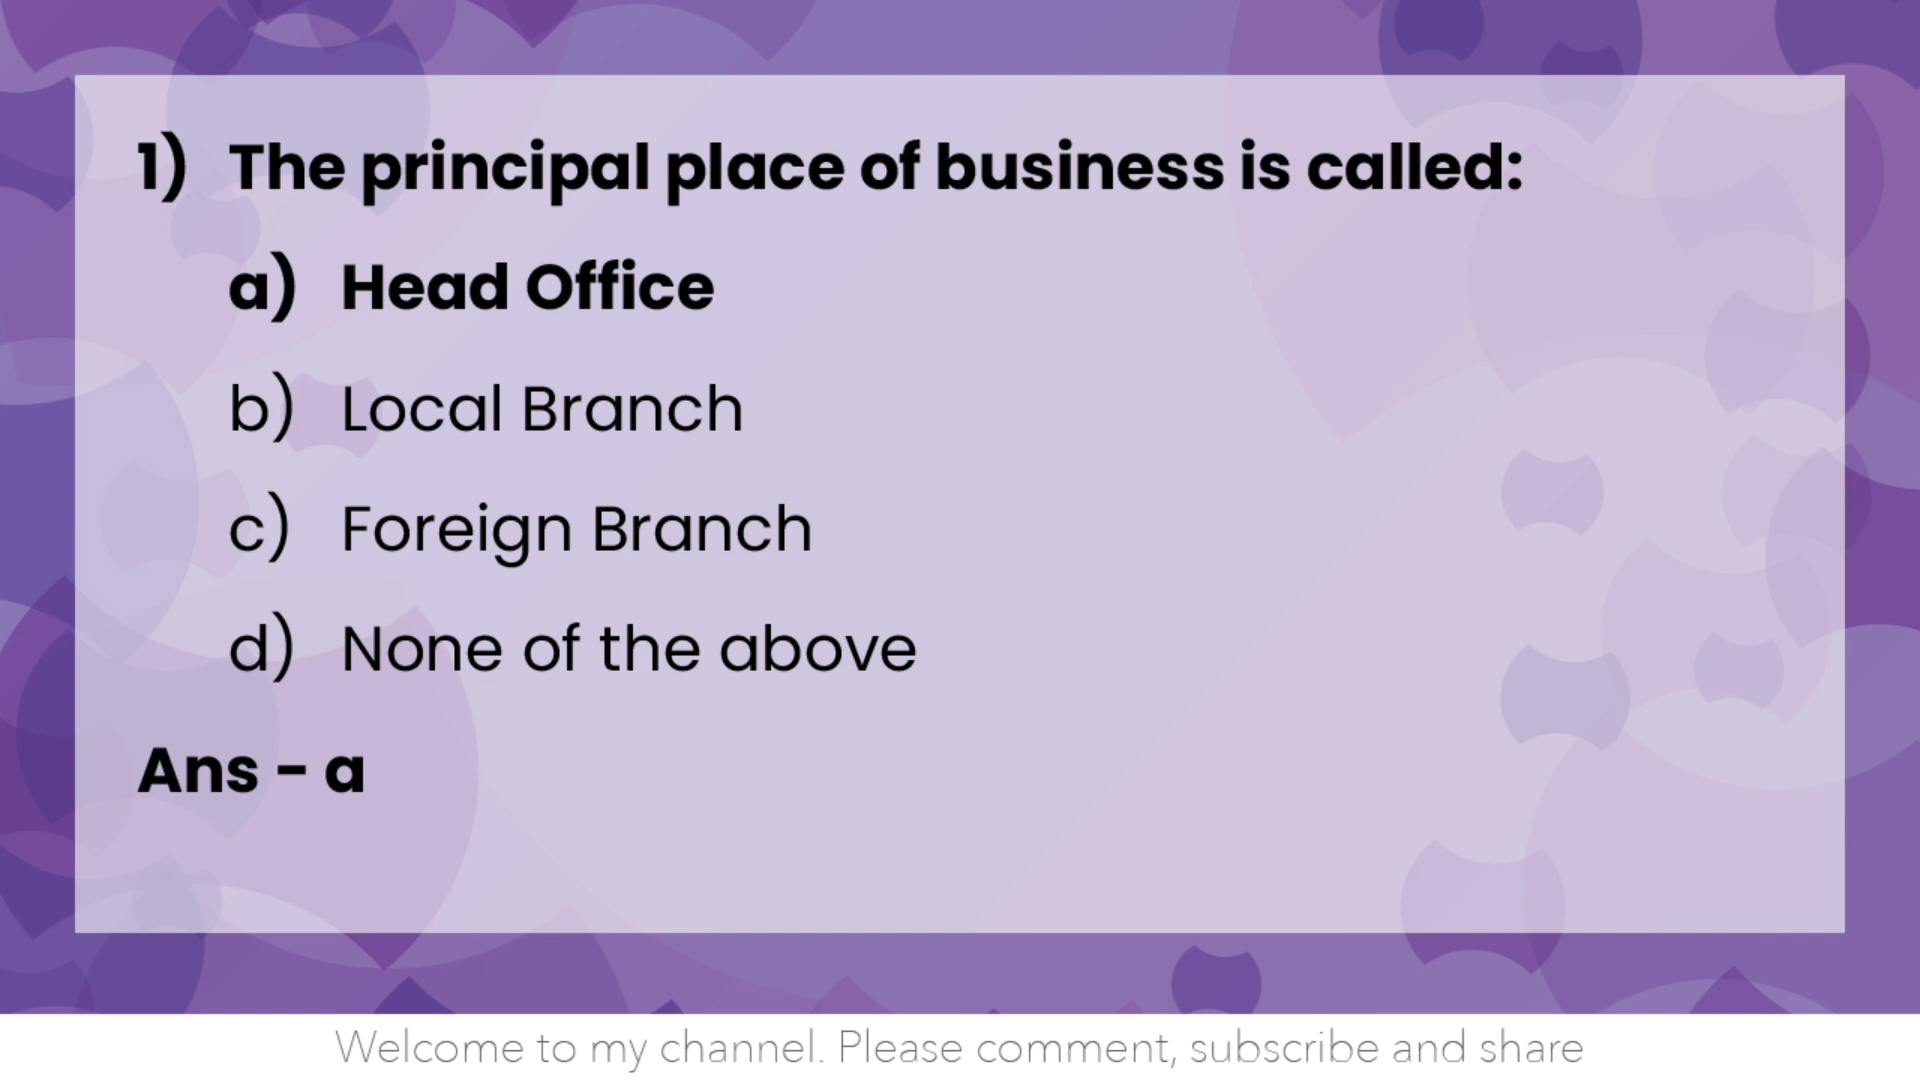 1) The principal place of business is called:
a) Head Office
b) Local Branch
c) Foreign Branch
d) None of the above
Ans - a
Welcome to my channel. Please comment, subscribe and share